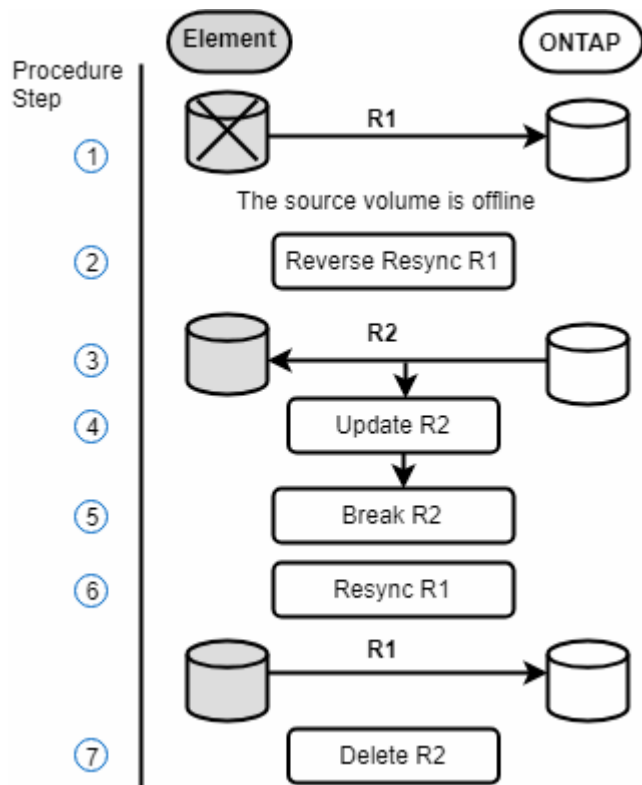 Element
ONTAP
Procedure
Step
R1
1
The source volume is offline
2
Reverse Resync R1
R2
3
4
Update R2
5
Break R2
6
Resync R1
R1
7
Delete R2